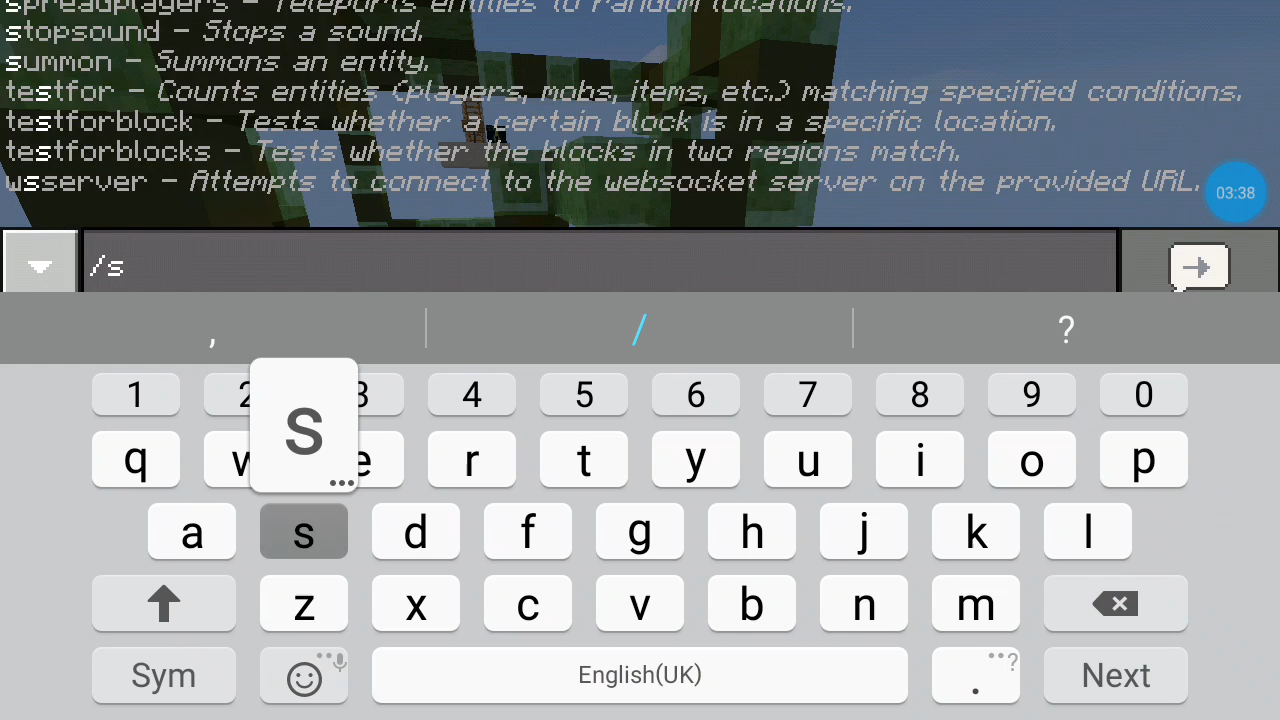 spreadplayers – Teleports entities to random locations.
stopsound – Stops a sound.
summon – Summons an entity.
testfor – Counts entities (players, mobs, items, etc.) matching specified conditions.
testforblock – Tests whether a certain block is in a specific location.
testforblocks – Tests whether the blocks in two regions match.
wsserver – Attempts to connect to the websocket server on the provided URL.
03:38
/s
, / ?
1 2 3 4 5 6 7 8 9 0
s
q w e r t y u i o p
a s d f g h j k l
z x c v b n m
Sym English(UK) . ? Next